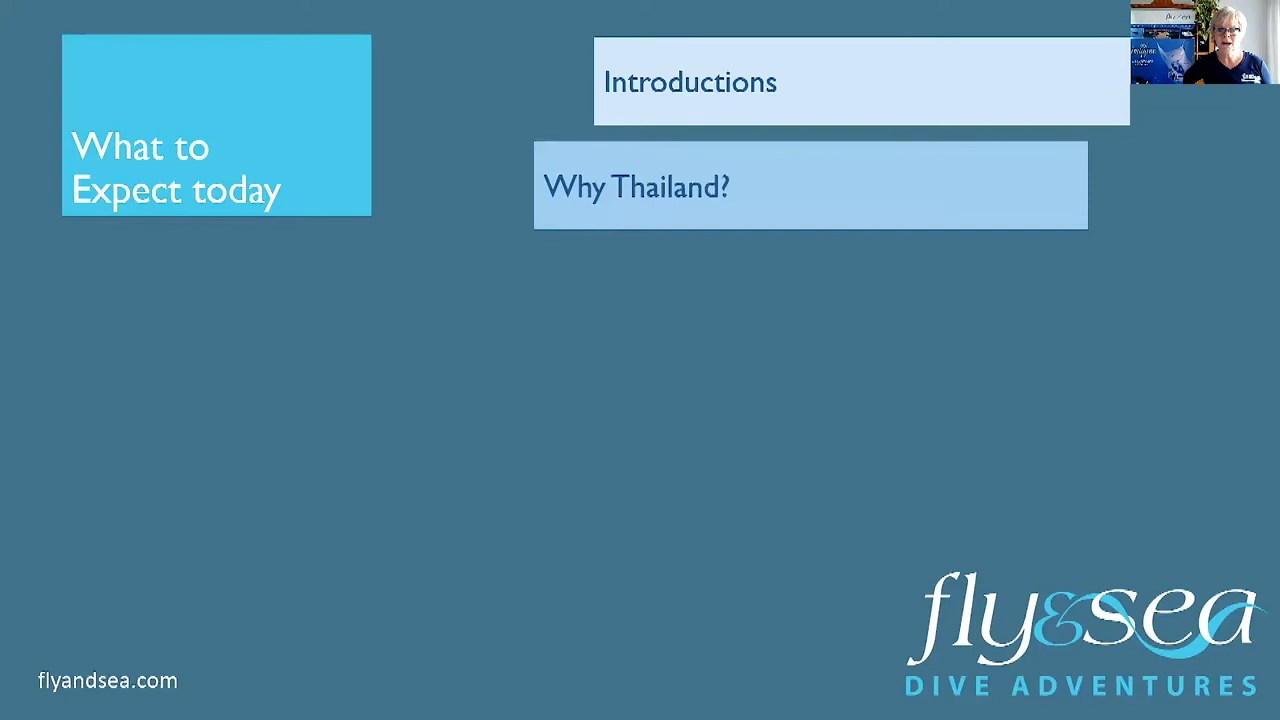 What to
Expect today
Introductions
Why Thailand?
flyandsea.com
fly&sea
DIVE ADVENTURES